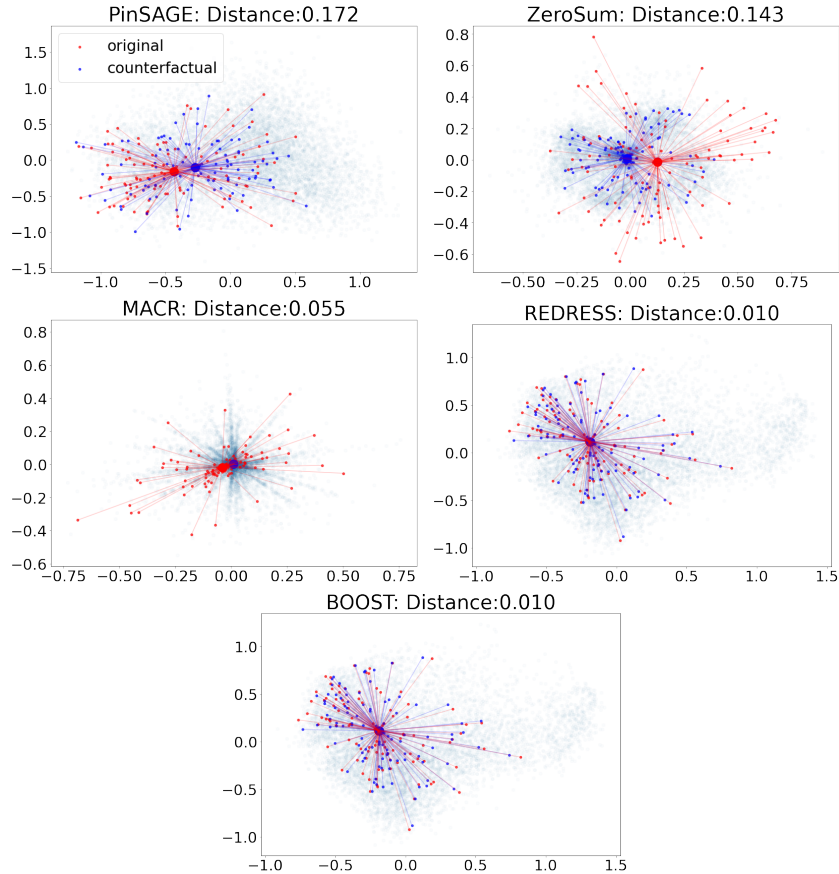 PinSAGE: Distance:0.172
original
counterfactual
1.5
1.0
0.5
0.0
−0.5
−1.0
−1.5
−1.0 −0.5 0.0 0.5 1.0
ZeroSum: Distance:0.143
0.8
0.6
0.4
0.2
0.0
−0.2
−0.4
−0.6
−0.50 −0.25 0.00 0.25 0.50 0.75
MACR: Distance:0.055
0.8
0.6
0.4
0.2
0.0
−0.2
−0.4
−0.6
−0.75 −0.50 −0.25 0.00 0.25 0.50 0.75
REDRESS: Distance:0.010
1.0
0.5
0.0
−0.5
−1.0
−1.0 −0.5 0.0 0.5 1.0 1.5
BOOST: Distance:0.010
1.0
0.5
0.0
−0.5
−1.0
−1.0 −0.5 0.0 0.5 1.0 1.5